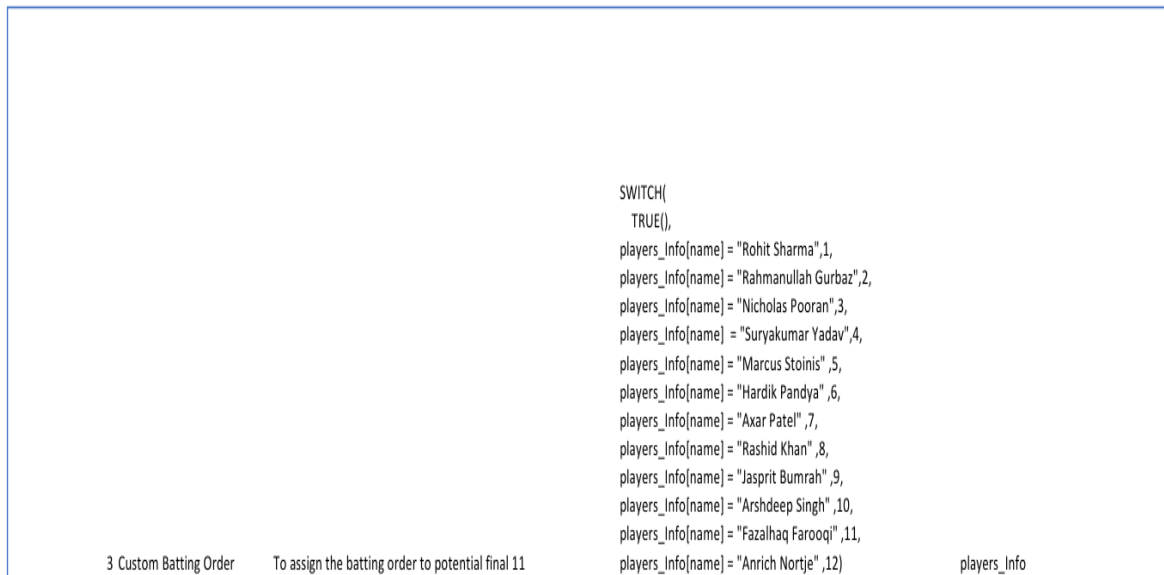 SWITCH(
TRUE(),
players_Info[name] = "Rohit Sharma",1,
players_Info[name] = "Rahmanullah Gurbaz",2,
players_Info[name] = "Nicholas Pooran",3,
players_Info[name]  = "Suryakumar Yadav",4,
players_Info[name] = "Marcus Stoinis" ,5,
players_Info[name] = "Hardik Pandya" ,6,
players_Info[name] = "Axar Patel" ,7,
players_Info[name] = "Rashid Khan" ,8,
players_Info[name] = "Jasprit Bumrah" ,9,
players_Info[name] = "Arshdeep Singh" ,10,
players_Info[name] = "Fazalhaq Farooqi" ,11,
3 Custom Batting Order To assign the batting order to potential final 11 players_Info[name] = "Anrich Nortje" ,12) players_Info